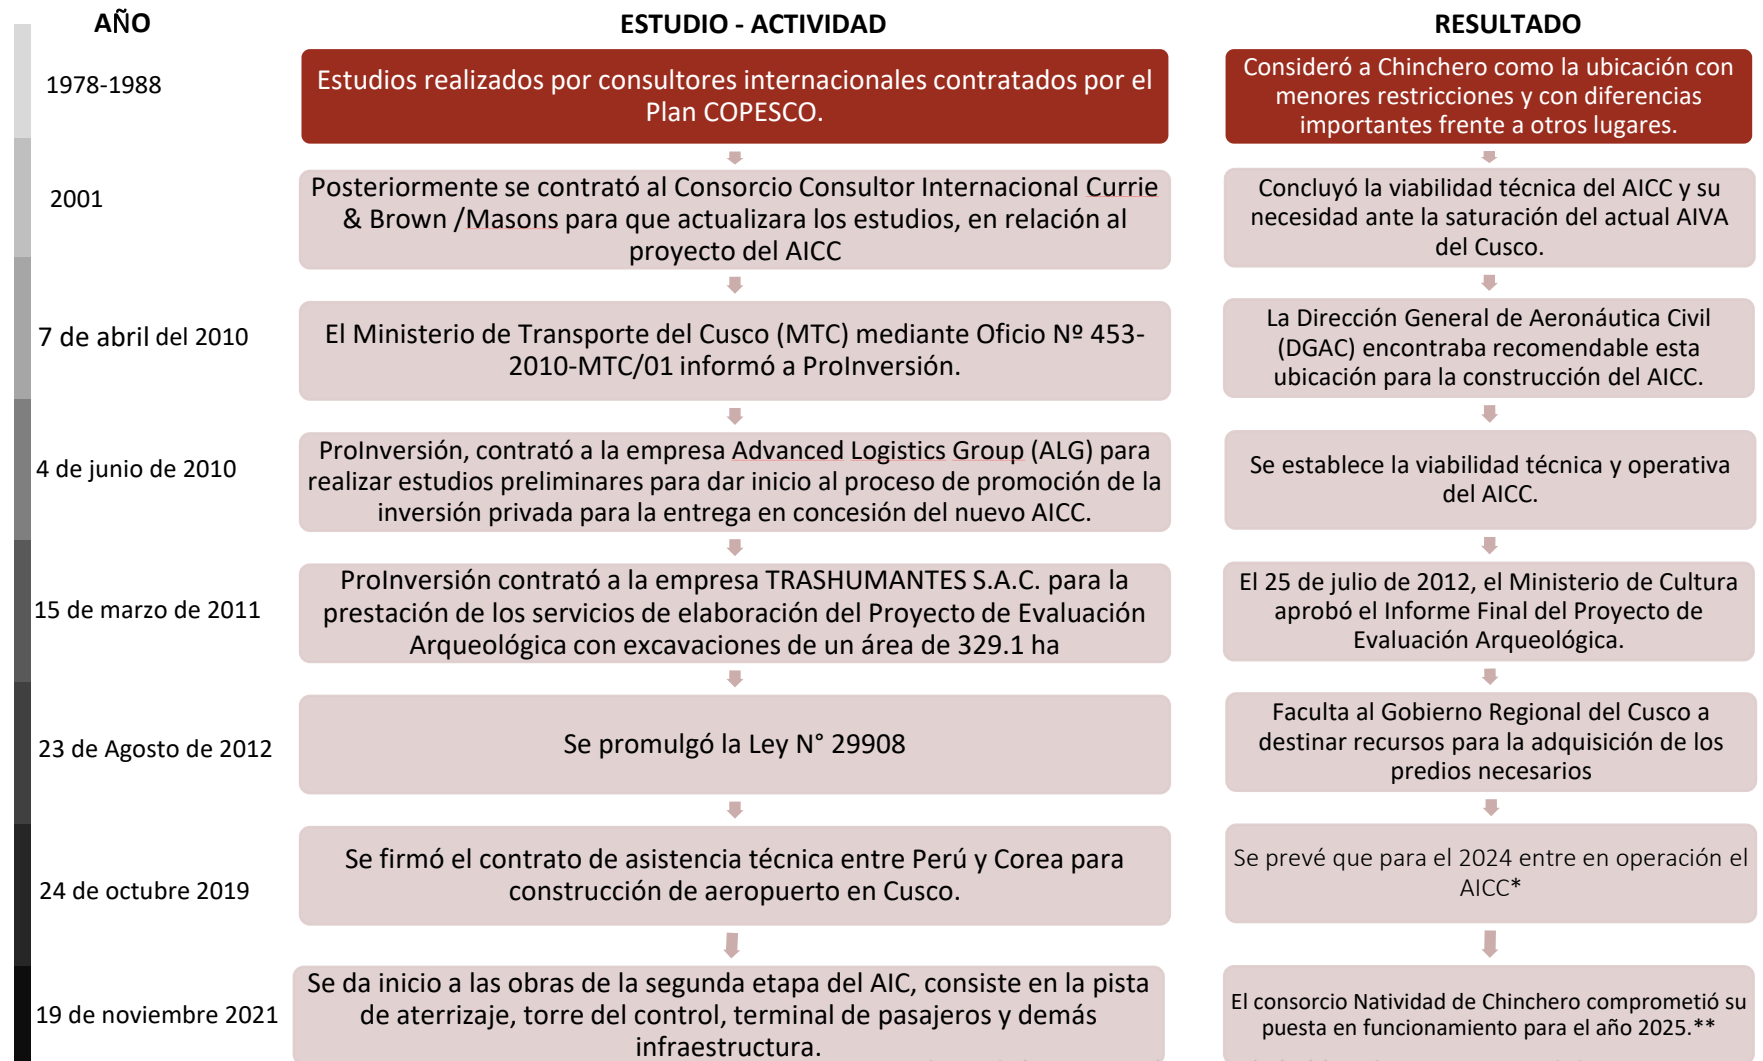 AÑO
ESTUDIO - ACTIVIDAD
RESULTADO
1978-1988
Estudios realizados por consultores internacionales contratados por el
Plan COPESCO.
Consideró a Chinchero como la ubicación con
menores restricciones y con diferencias
importantes frente a otros lugares.
2001
Posteriormente se contrató al Consorcio Consultor Internacional Currie
& Brown /Masons para que actualizara los estudios, en relación al
proyecto del AICC
Concluyó la viabilidad técnica del AICC y su
necesidad ante la saturación del actual AIVA
del Cusco.
7 de abril del 2010
El Ministerio de Transporte del Cusco (MTC) mediante Oficio Nº 453-
2010-MTC/01 informó a ProInversión.
La Dirección General de Aeronáutica Civil
(DGAC) encontraba recomendable esta
ubicación para la construcción del AICC.
4 de junio de 2010
ProInversión, contrató a la empresa Advanced Logistics Group (ALG) para
realizar estudios preliminares para dar inicio al proceso de promoción de la
inversión privada para la entrega en concesión del nuevo AICC.
Se establece la viabilidad técnica y operativa
del AICC.
15 de marzo de 2011
ProInversión contrató a la empresa TRASHUMANTES S.A.C. para la
prestación de los servicios de elaboración del Proyecto de Evaluación
Arqueológica con excavaciones de un área de 329.1 ha
El 25 de julio de 2012, el Ministerio de Cultura
aprobó el Informe Final del Proyecto de
Evaluación Arqueológica.
23 de Agosto de 2012
Se promulgó la Ley N° 29908
Faculta al Gobierno Regional del Cusco a
destinar recursos para la adquisición de los
predios necesarios
24 de octubre 2019
Se firmó el contrato de asistencia técnica entre Perú y Corea para
construcción de aeropuerto en Cusco.
Se prevé que para el 2024 entre en operación el
AICC*
19 de noviembre 2021
Se da inicio a las obras de la segunda etapa del AIC, consiste en la pista
de aterrizaje, torre del control, terminal de pasajeros y demás
infraestructura.
El consorcio Natividad de Chinchero comprometió su
puesta en funcionamiento para el año 2025.**